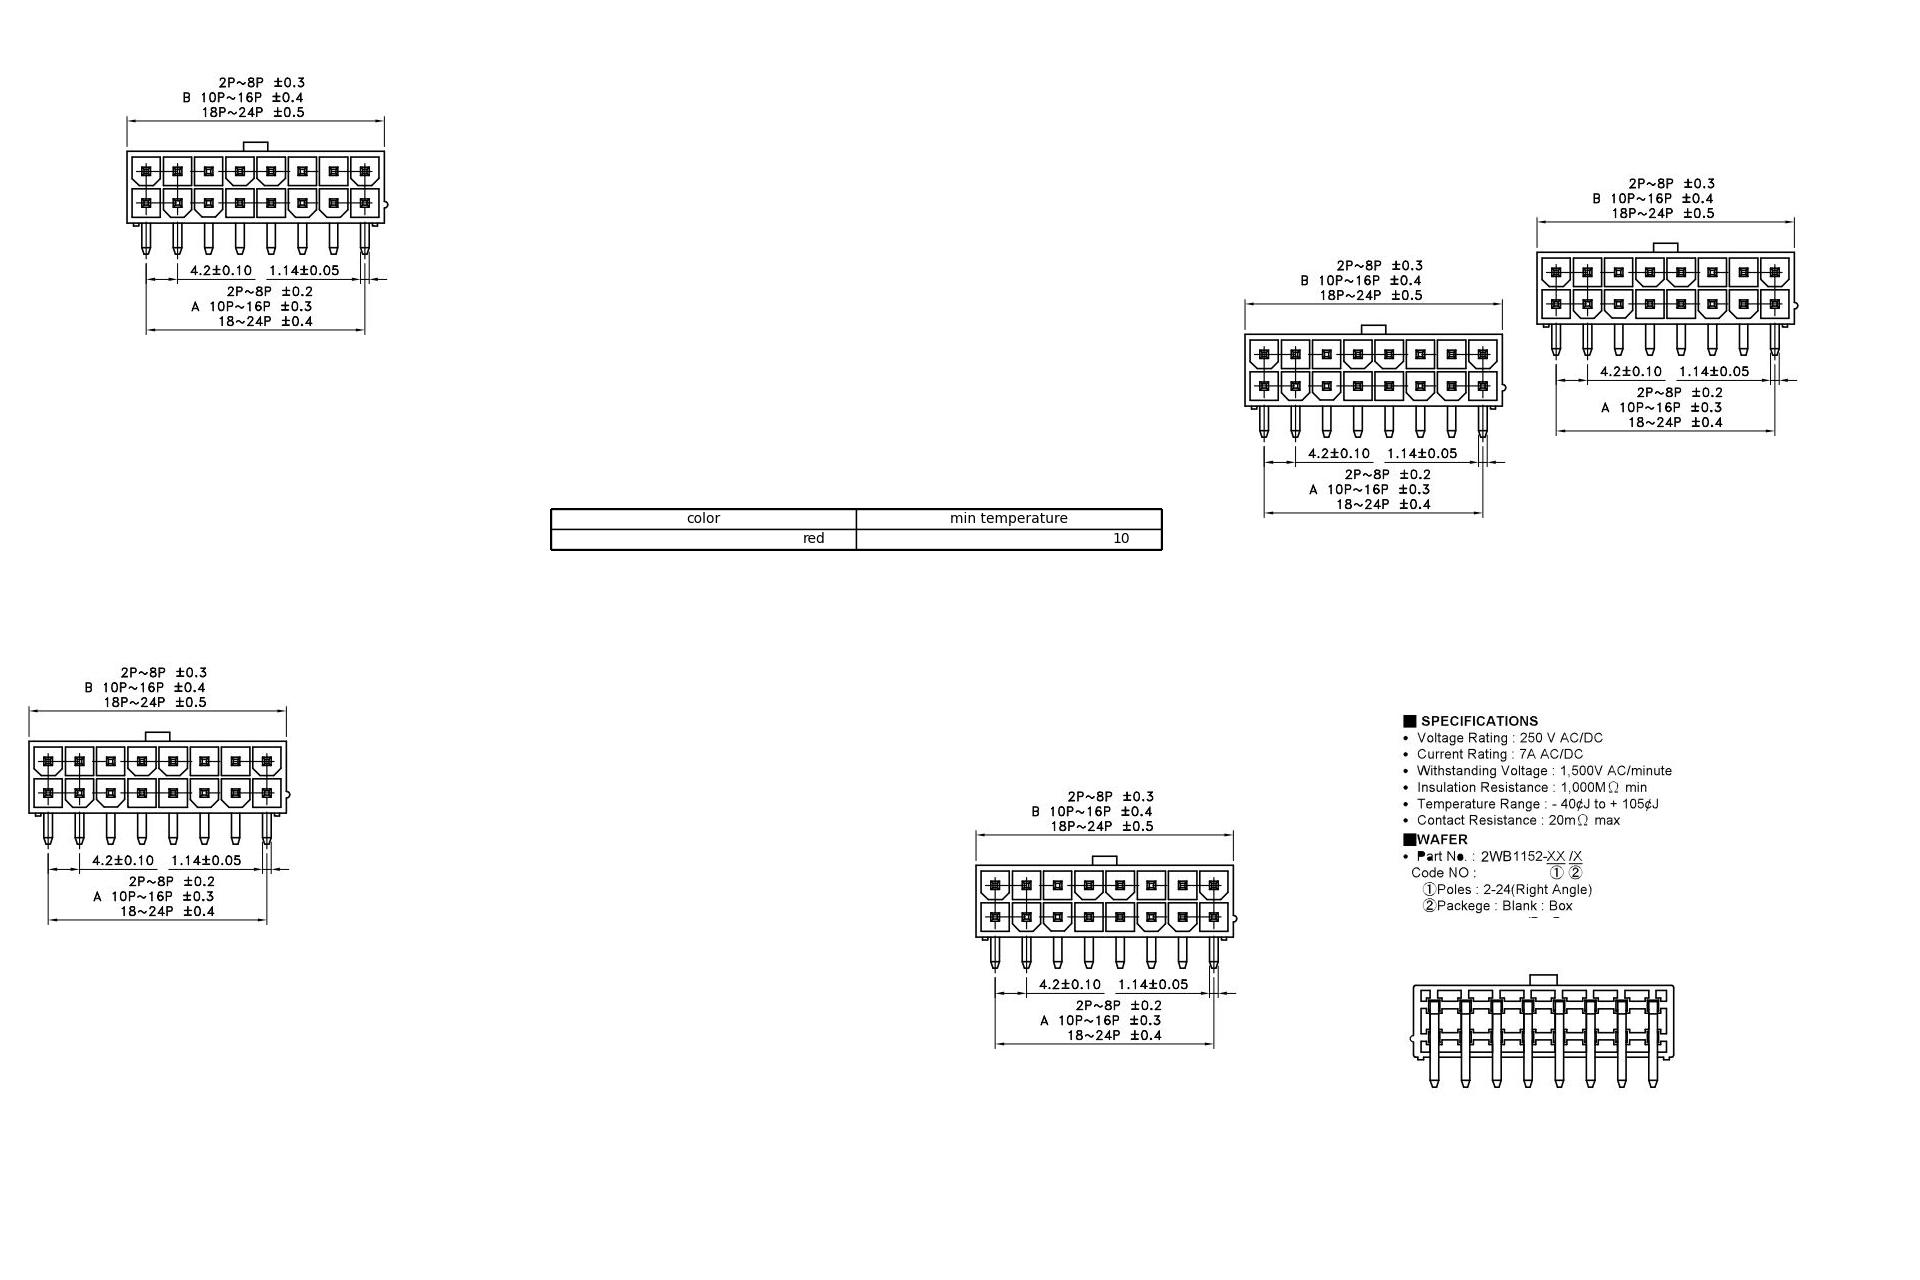 2P~8P ±0.3
B 10P~16P ±0.4
18P~24P ±0.5
4.2±0.10 1.14±0.05
2P~8P ±0.2
A 10P~16P ±0.3
18~24P ±0.4
2P~8P ±0.3
B 10P~16P ±0.4
18P~24P ±0.5
4.2±0.10 1.14±0.05
2P~8P ±0.2
A 10P~16P ±0.3
18~24P ±0.4
2P~8P ±0.3
B 10P~16P ±0.4
18P~24P ±0.5
4.2±0.10 1.14±0.05
2P~8P ±0.2
A 10P~16P ±0.3
18~24P ±0.4
color min temperature
red 10
2P~8P ±0.3
B 10P~16P ±0.4
18P~24P ±0.5
4.2±0.10 1.14±0.05
2P~8P ±0.2
A 10P~16P ±0.3
18~24P ±0.4
■ SPECIFICATIONS
• Voltage Rating : 250 V AC/DC
• Current Rating : 7A AC/DC
• Withstanding Voltage : 1,500V AC/minute
• Insulation Resistance : 1,000MΩ min
• Temperature Range : - 40¢J to + 105¢J
• Contact Resistance : 20mΩ max
■WAFER
• Part No. : 2WB1152-XX /X
Code NO : ① ②
①Poles : 2-24(Right Angle)
②Packege : Blank : Box
2P~8P ±0.3
B 10P~16P ±0.4
18P~24P ±0.5
4.2±0.10 1.14±0.05
2P~8P ±0.2
A 10P~16P ±0.3
18~24P ±0.4